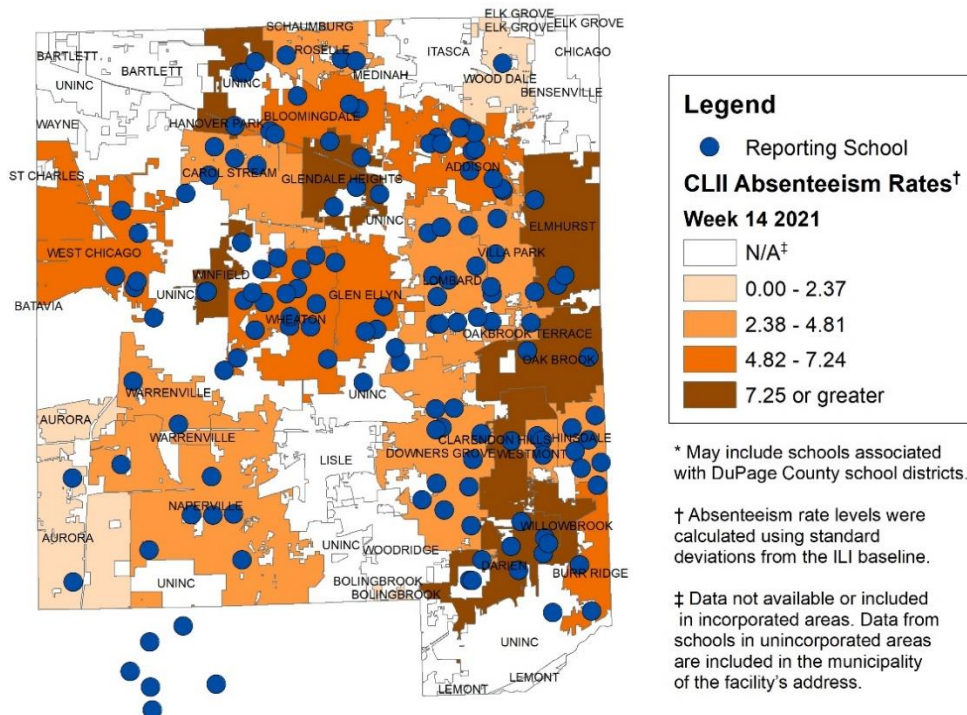 ELK GROVE
ELK GROVE
ELK GROVE
SCHAUMBURG
ROSELLE
ITASCA
CHICAGO
BARTLETT
BARTLETT
MEDINAH
UNINC
UNINC
WOOD DALE
BENSENVILLE
WAYNE
HANOVER PARK
BLOOMINGDALE
ST CHARLES
CAROL STREAM
GLENDALE HEIGHTS
ADDISON
UNINC
ELMHURST
WEST CHICAGO
VILLA PARK
WINFIELD
LOMBARD
BATAVIA
UNINC
GLEN ELLYN
WHEATON
OAKBROOK TERRACE
OAK BROOK
WARRENVILLE
UNINC
AURORA
WARRENVILLE
CLARENDON HILLS
HINSDALE
LISLE
DOWNERS GROVE
WESTMONT
NAPERVILLE
AURORA
WILLOWBROOK
UNINC
WOODRIDGE
DARIEN
UNINC
BOLINGBROOK
BOLINGBROOK
BURR RIDGE
UNINC
LEMONT
LEMONT
Legend
Reporting School
CLII Absenteeism Rates†
Week 14 2021
N/A‡
0.00 - 2.37
2.38 - 4.81
4.82 - 7.24
7.25 or greater
* May include schools associated
with DuPage County school districts.
† Absenteeism rate levels were
calculated using standard
deviations from the ILI baseline.
‡ Data not available or included
in incorporated areas. Data from
schools in unincorporated areas
are included in the municipality
of the facility's address.